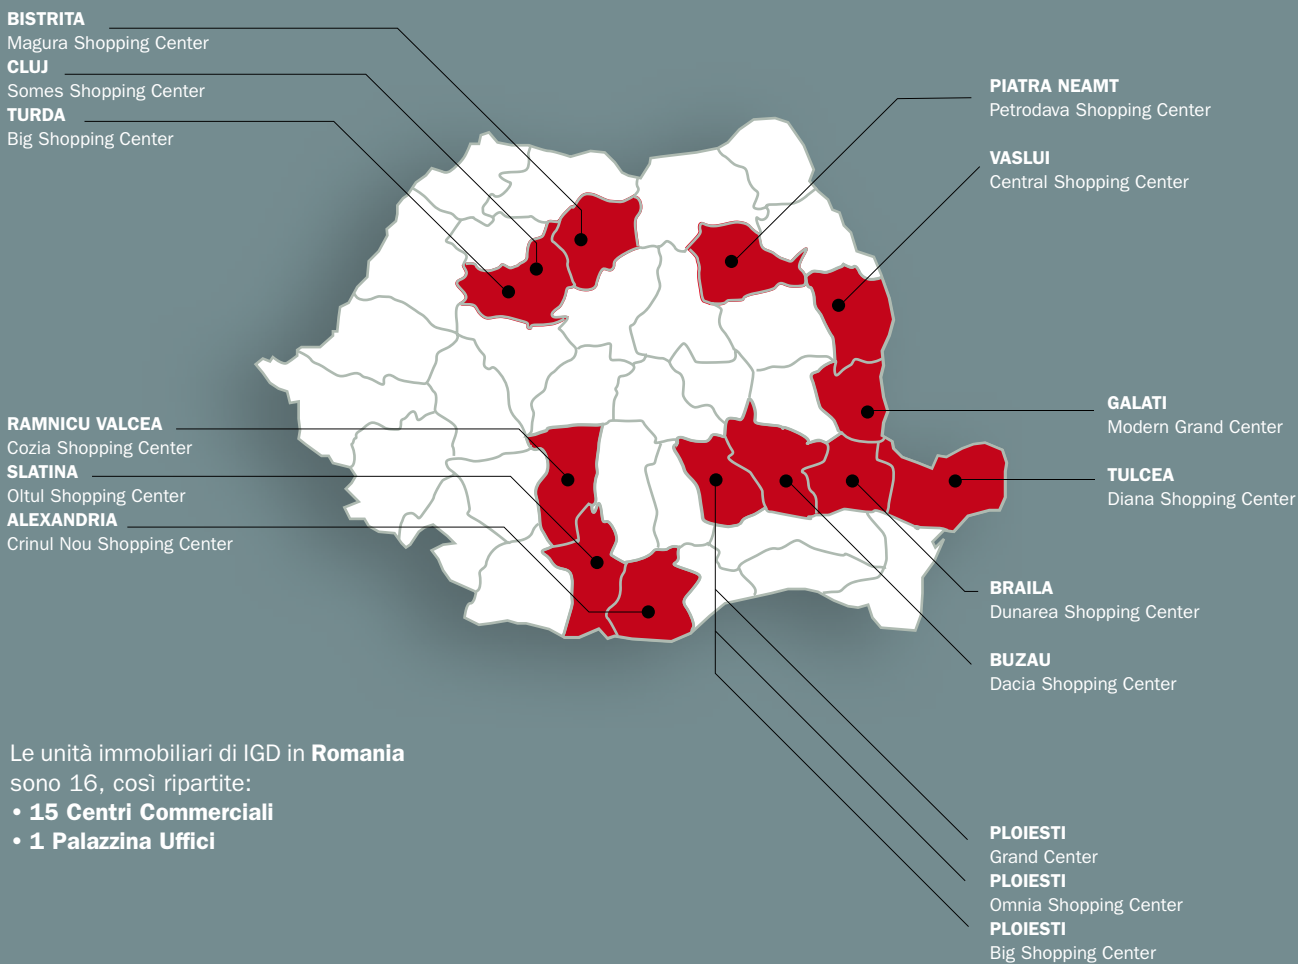 BISTRITA
Magura Shopping Center
CLUJ
Somes Shopping Center
TURDA
Big Shopping Center
PIATRA NEAMT
Petrodava Shopping Center
VASLUI
Central Shopping Center
RAMNICU VALCEA
Cozia Shopping Center
SLATINA
Oltul Shopping Center
ALEXANDRIA
Crinul Nou Shopping Center
GALATI
Modern Grand Center
TULCEA
Diana Shopping Center
BRAILA
Dunarea Shopping Center
BUZAU
Dacia Shopping Center
Le unità immobiliari di IGD in Romania
sono 16, così ripartite:
• 15 Centri Commerciali
• 1 Palazzina Uffici
PLOIESTI
Grand Center
PLOIESTI
Omnia Shopping Center
PLOIESTI
Big Shopping Center